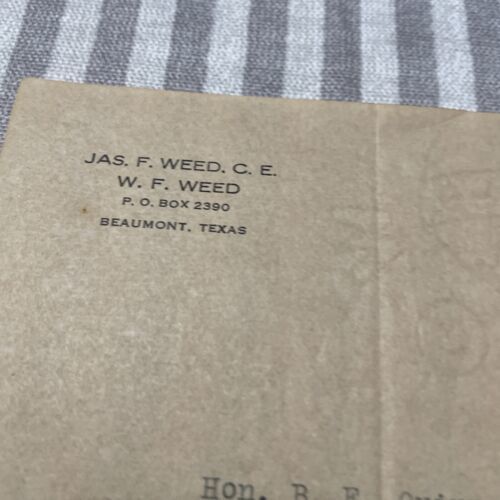 JAS. F. WEED, C. E.
W. F. WEED
P. O. BOX 2390
BEAUMONT, TEXAS
Hon. B. F.